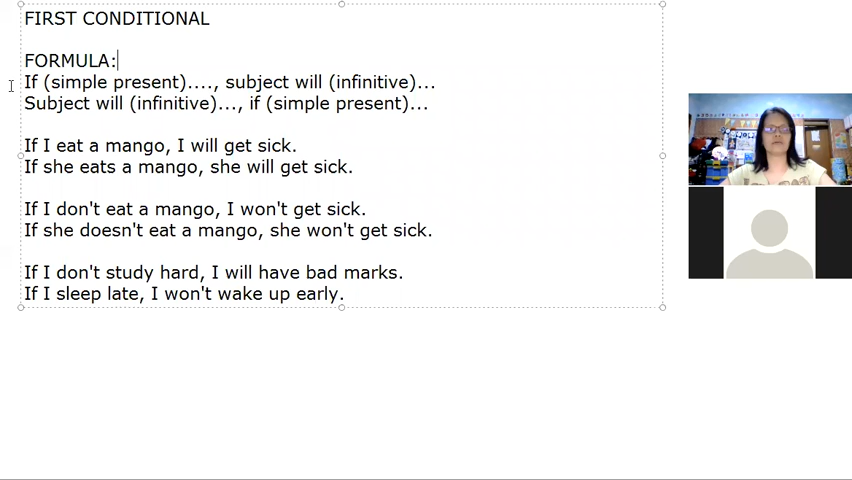 FIRST CONDITIONAL
FORMULA:
If (simple present)...., subject will (infinitive)...
Subject will (infinitive)..., if (simple present)...
If I eat a mango, I will get sick.
If she eats a mango, she will get sick.
If I don't eat a mango, I won't get sick.
If she doesn't eat a mango, she won't get sick.
If I don't study hard, I will have bad marks.
If I sleep late, I won't wake up early.